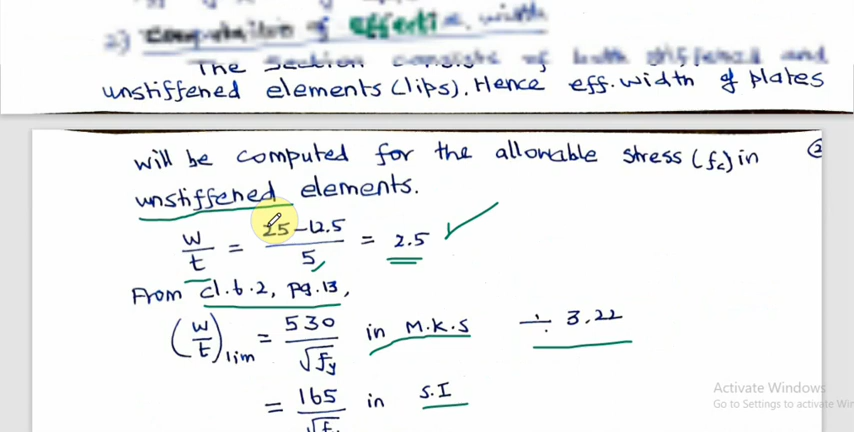 2) Computation of effective width
The section consists of both stiffened and
unstiffened elements (lips). Hence eff. width of plates
will be computed for the allowable stress (fc) in
unstiffened elements.
w/t = 25-12.5/5 = 2.5 ✓
From cl.6.2, pg.13,
(w/t)lim = 530/√fy in M.K.S ÷ 3.22
= 165/√f in S.I
Activate Windows
Go to Settings to activate Win